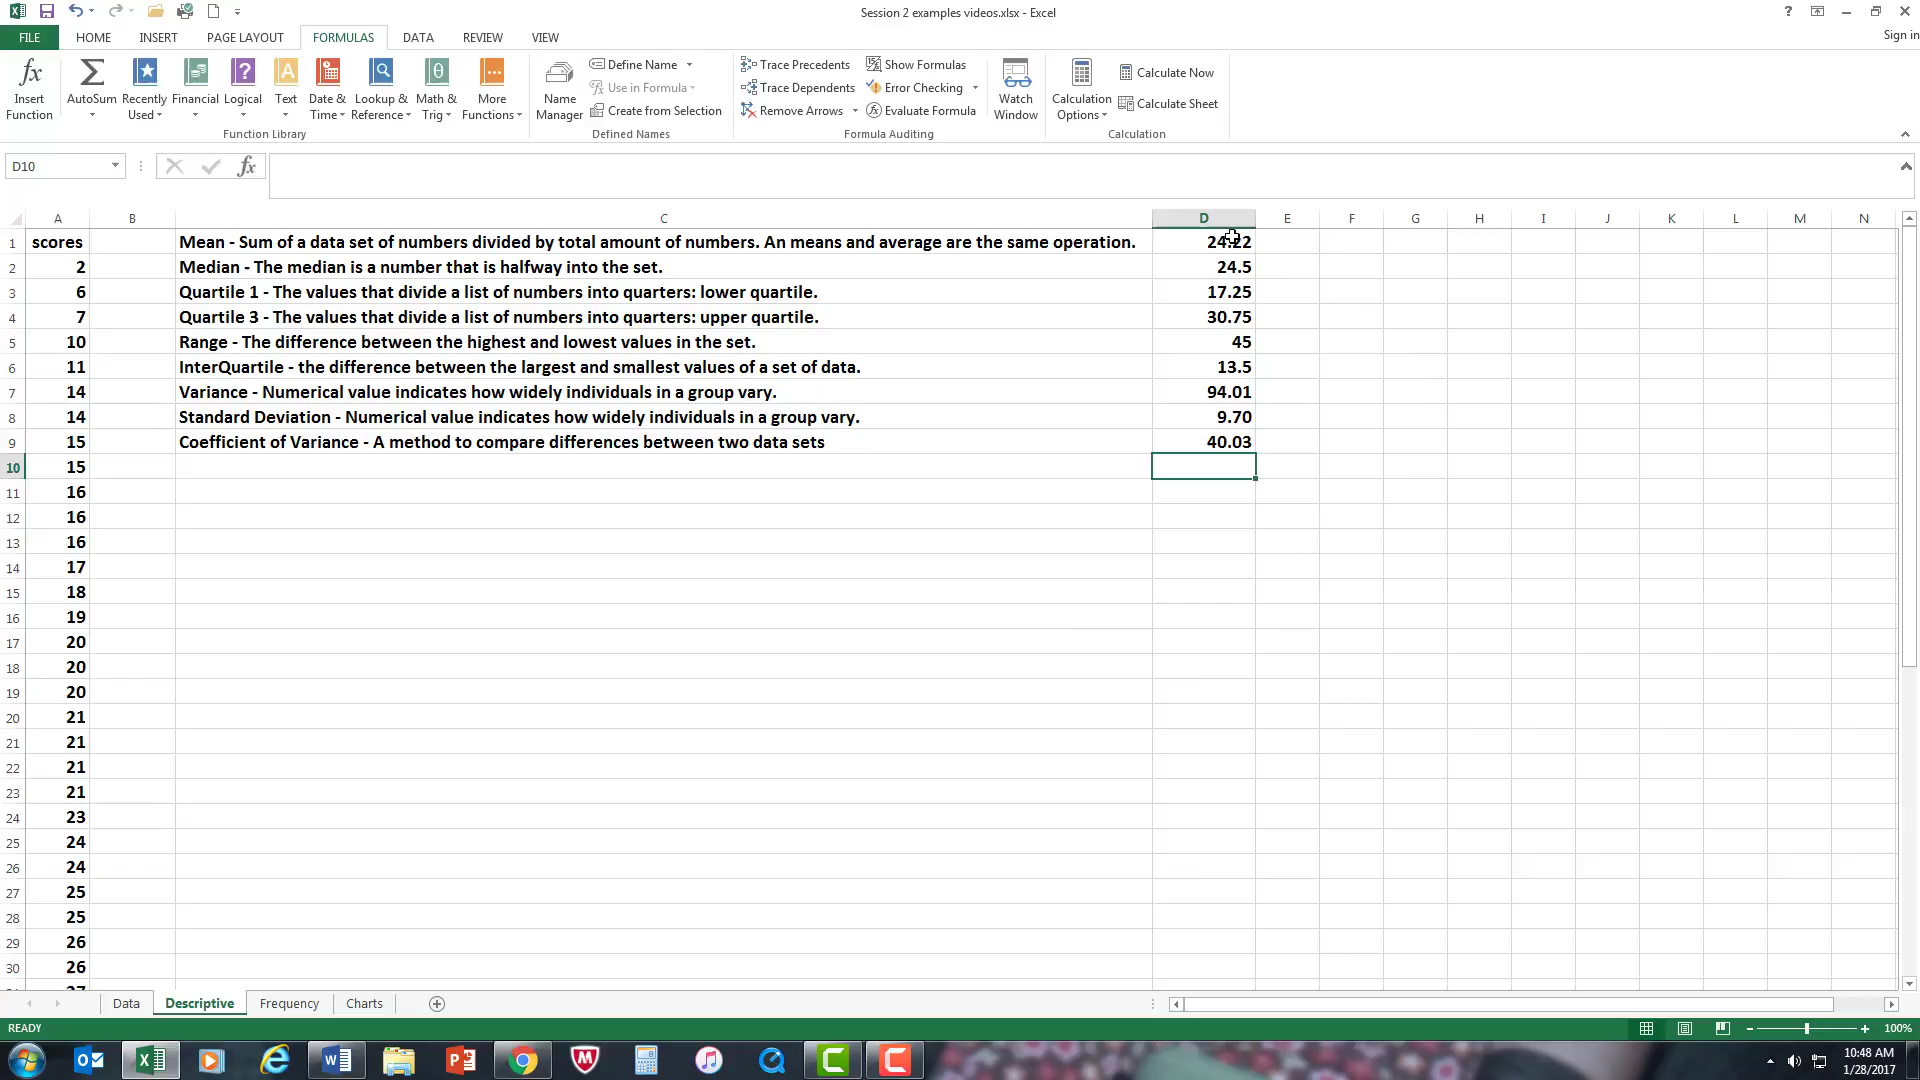 Session 2 examples videos.xlsx - Excel
?
Sign in
FILE HOME INSERT PAGE LAYOUT FORMULAS DATA REVIEW VIEW
fx Insert Function
Σ AutoSum
Recently Used
Financial
Logical
Text
Date & Time
Lookup & Reference
Math & Trig
More Functions
Function Library
Name Manager
Define Name
Use in Formula
Create from Selection
Defined Names
Trace Precedents
Trace Dependents
Remove Arrows
Show Formulas
Error Checking
Evaluate Formula
Formula Auditing
Watch Window
Calculation Options
Calculate Now
Calculate Sheet
Calculation
D10 fx
A B C D E F G H I J K L M N
1 scores Mean - Sum of a data set of numbers divided by total amount of numbers. An means and average are the same operation. 24.22
2 2 Median - The median is a number that is halfway into the set. 24.5
3 6 Quartile 1 - The values that divide a list of numbers into quarters: lower quartile. 17.25
4 7 Quartile 3 - The values that divide a list of numbers into quarters: upper quartile. 30.75
5 10 Range - The difference between the highest and lowest values in the set. 45
6 11 InterQuartile - the difference between the largest and smallest values of a set of data. 13.5
7 14 Variance - Numerical value indicates how widely individuals in a group vary. 94.01
8 14 Standard Deviation - Numerical value indicates how widely individuals in a group vary. 9.70
9 15 Coefficient of Variance - A method to compare differences between two data sets 40.03
10 15
11 16
12 16
13 16
14 17
15 18
16 19
17 20
18 20
19 20
20 21
21 21
22 21
23 21
24 23
25 24
26 24
27 25
28 25
29 26
30 26
Data Descriptive Frequency Charts
READY
100%
10:48 AM
1/28/2017